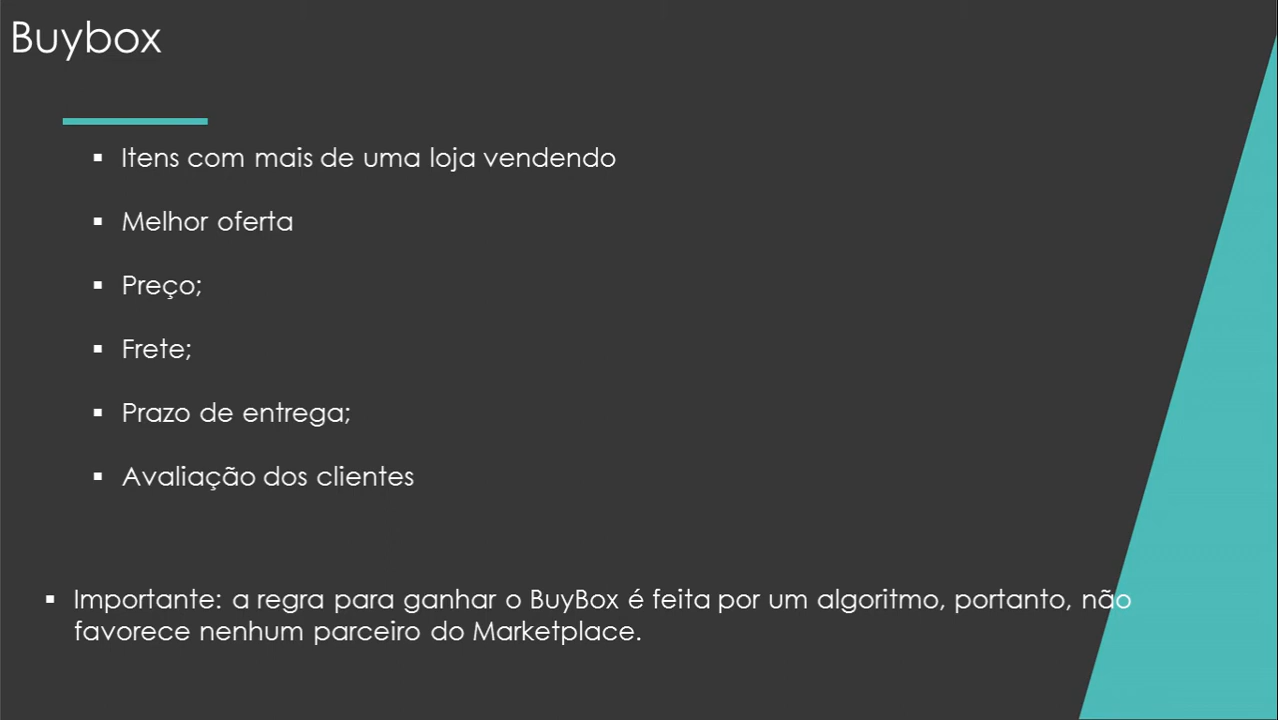 Buybox
▪ Itens com mais de uma loja vendendo
▪ Melhor oferta
▪ Preço;
▪ Frete;
▪ Prazo de entrega;
▪ Avaliação dos clientes
▪ Importante: a regra para ganhar o BuyBox é feita por um algoritmo, portanto, não
favorece nenhum parceiro do Marketplace.